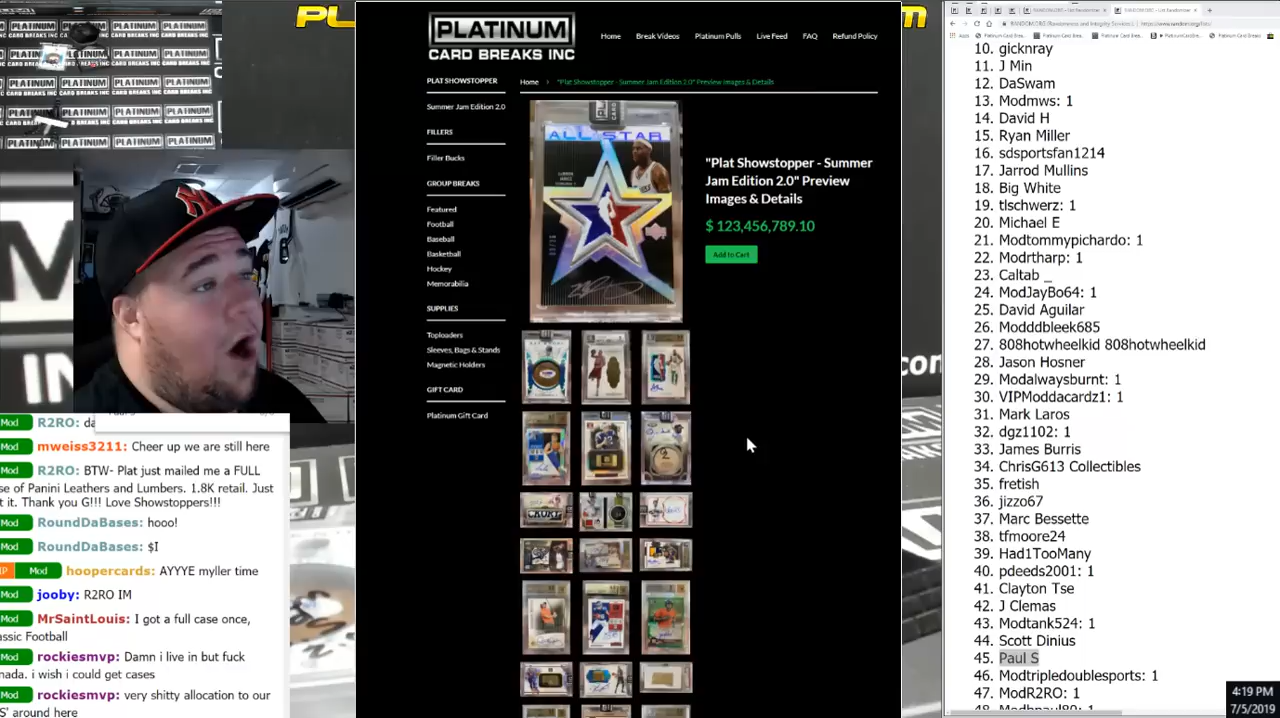 PLATINUM
CARD BREAKS INC
Home
Break Videos
Platinum Pulls
Live Feed
FAQ
Refund Policy
PLAT SHOWSTOPPER
Summer Jam Edition 2.0
FILLERS
Filler Bucks
GROUP BREAKS
Featured
Football
Baseball
Basketball
Hockey
Memorabilia
SUPPLIES
Toploaders
Sleeves, Bags & Stands
Magnetic Holders
GIFT CARD
Platinum Gift Card
Home › "Plat Showstopper - Summer Jam Edition 2.0" Preview Images & Details
ALL STAR
"Plat Showstopper - Summer
Jam Edition 2.0" Preview
Images & Details
$ 123,456,789.10
Add to Cart
Mod R2RO: da
mweiss3211: Cheer up we are still here
Mod R2RO: BTW- Plat just mailed me a FULL
se of Panini Leathers and Lumbers. 1.8K retail. Just
t it. Thank you G!!! Love Showstoppers!!!
Mod RoundDaBases: hooo!
Mod RoundDaBases: $I
Mod hoopercards: AYYYE myller time
jooby: R2RO IM
Mod MrSaintLouis: I got a full case once,
assic Football
Mod rockiesmvp: Damn i live in but fuck
nada. i wish i could get cases
Mod rockiesmvp: very shitty allocation to our
S' around here
10. gicknray
11. J Min
12. DaSwam
13. Modmws: 1
14. David H
15. Ryan Miller
16. sdsportsfan1214
17. Jarrod Mullins
18. Big White
19. tlschwerz: 1
20. Michael E
21. Modtommypichardo: 1
22. Modrtharp: 1
23. Caltab _
24. ModJayBo64: 1
25. David Aguilar
26. Modddbleek685
27. 808hotwheelkid 808hotwheelkid
28. Jason Hosner
29. Modalwaysburnt: 1
30. VIPModdacardz1: 1
31. Mark Laros
32. dgz1102: 1
33. James Burris
34. ChrisG613 Collectibles
35. fretish
36. jizzo67
37. Marc Bessette
38. tfmoore24
39. Had1TooMany
40. pdeeds2001: 1
41. Clayton Tse
42. J Clemas
43. Modtank524: 1
44. Scott Dinius
45. Paul S
46. Modtripledoublesports: 1
47. ModR2RO: 1
48. Modbpaul89: 1
4:19 PM
7/5/2019